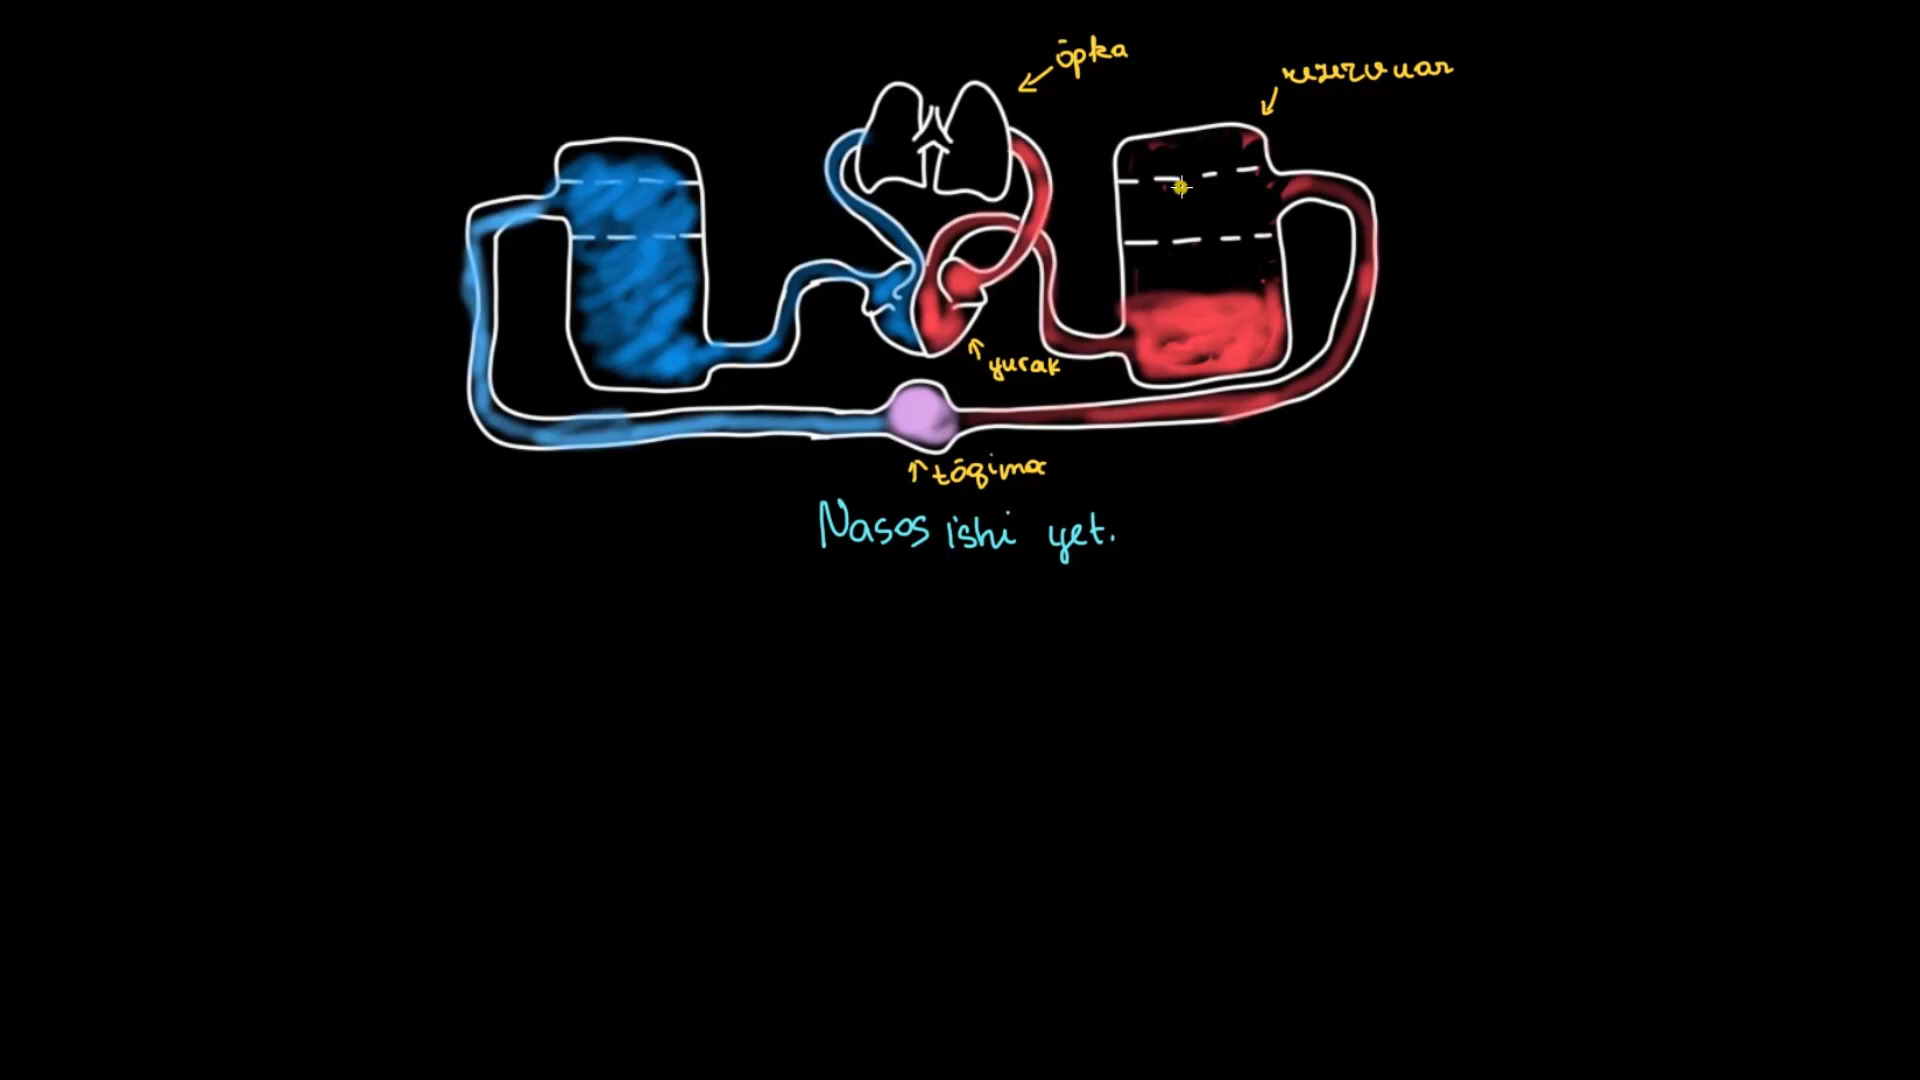 ōpka
rezervuar
yurak
tōqima
Nasos ishi yet.